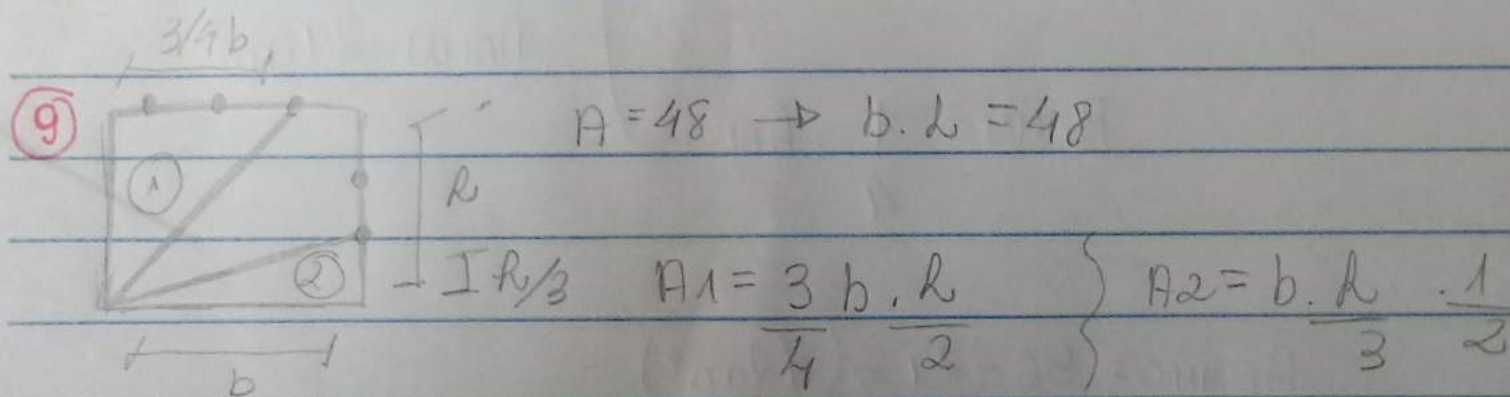 3/4b
⑨
A = 48 → b.h = 48
①
h
②
h/3
A1 = 3/4 b . h/2 } A2 = b . h/3 . 1/2
b